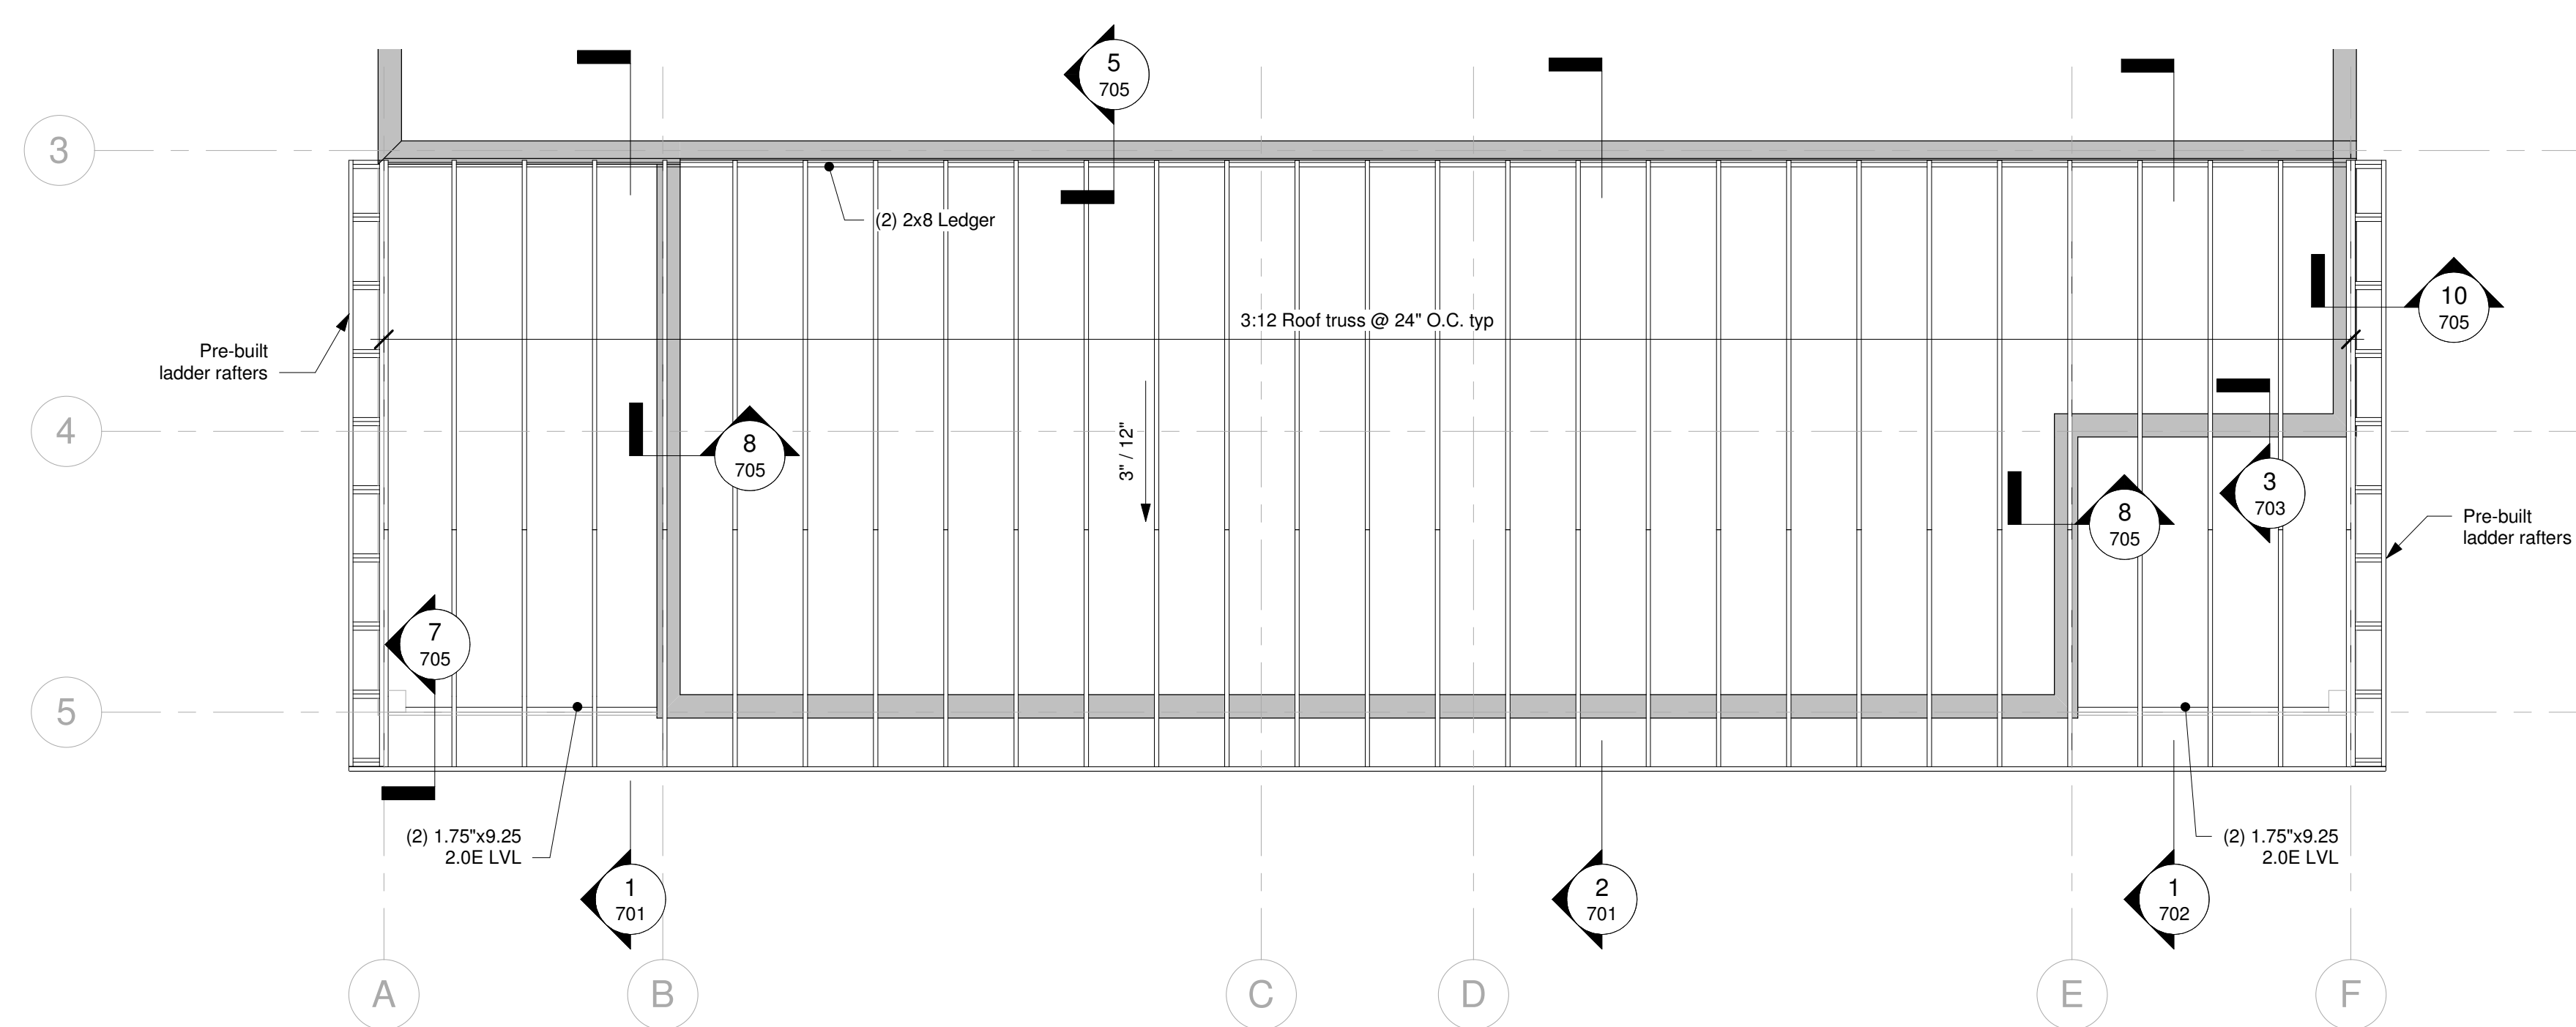 5
705
3
(2) 2x8 Ledger
10
705
3:12 Roof truss @ 24" O.C. typ
Pre-built
ladder rafters
4
8
705
3" / 12"
3
703
8
705
Pre-built
ladder rafters
7
705
5
(2) 1.75"x9.25
2.0E LVL
(2) 1.75"x9.25
2.0E LVL
1
701
2
701
1
702
A
B
C
D
E
F